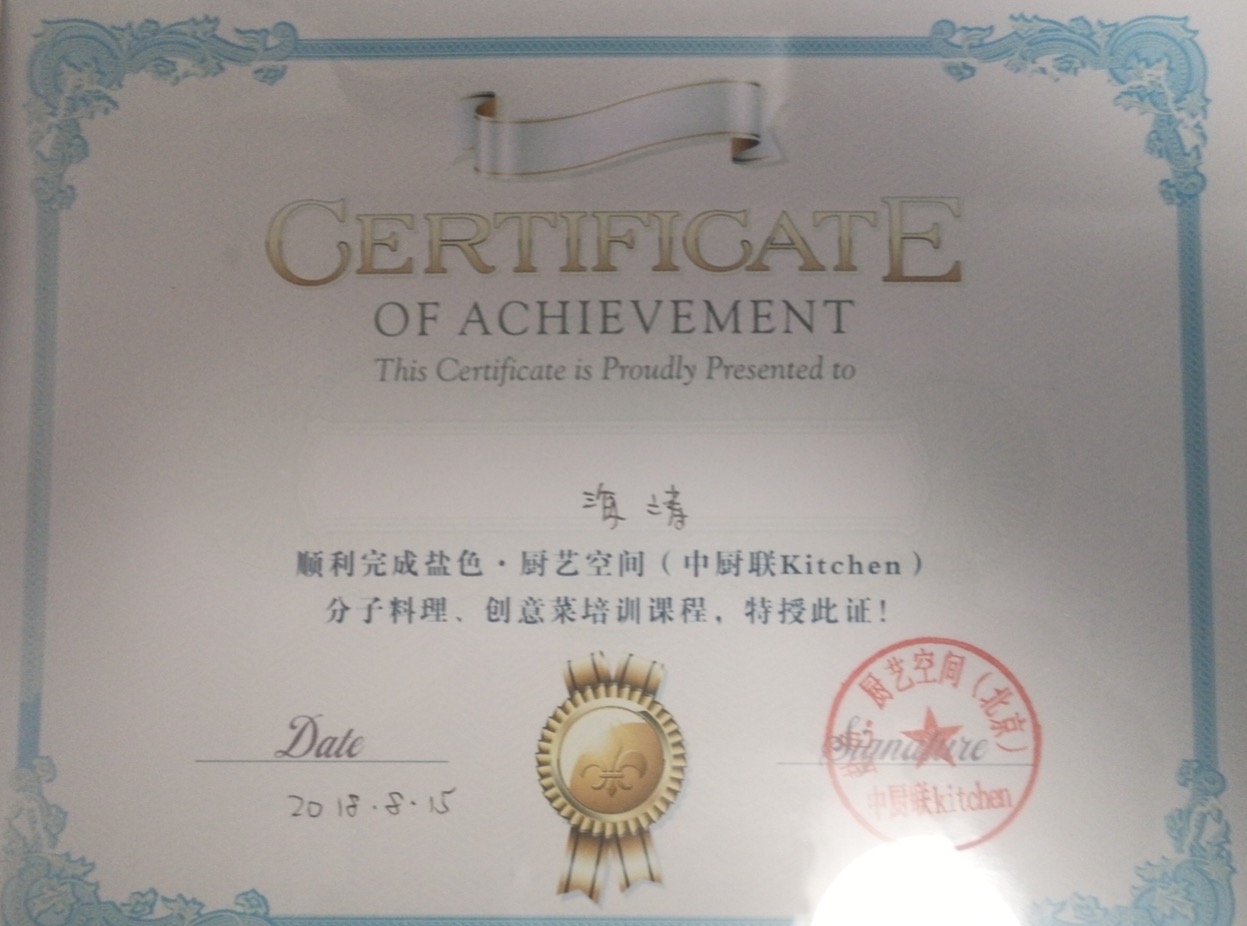 CERTIFICATE
OF ACHIEVEMENT
This Certificate is Proudly Presented to
海清
顺利完成盐色·厨艺空间（中厨联Kitchen）
分子料理、创意菜培训课程，特授此证！
Date
2018.8.15
Signature
盐色·厨艺空间（北京）
中厨联kitchen